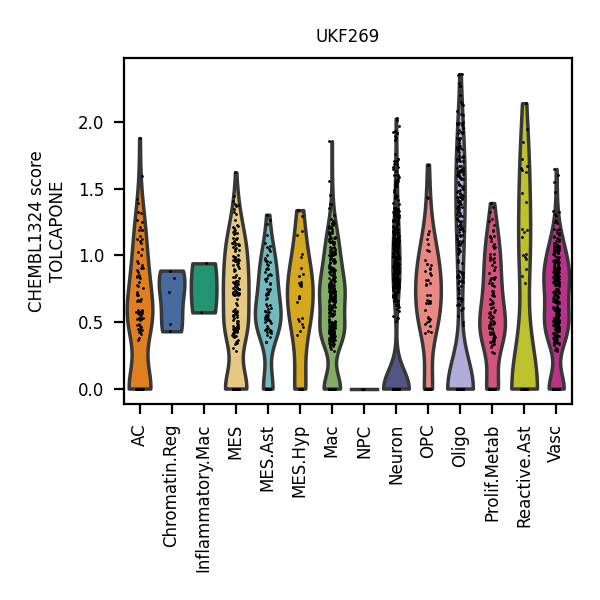 UKF269
CHEMBL1324 score
TOLCAPONE
2.0
1.5
1.0
0.5
0.0
AC
Chromatin.Reg
Inflammatory.Mac
MES
MES.Ast
MES.Hyp
Mac
NPC
Neuron
OPC
Oligo
Prolif.Metab
Reactive.Ast
Vasc